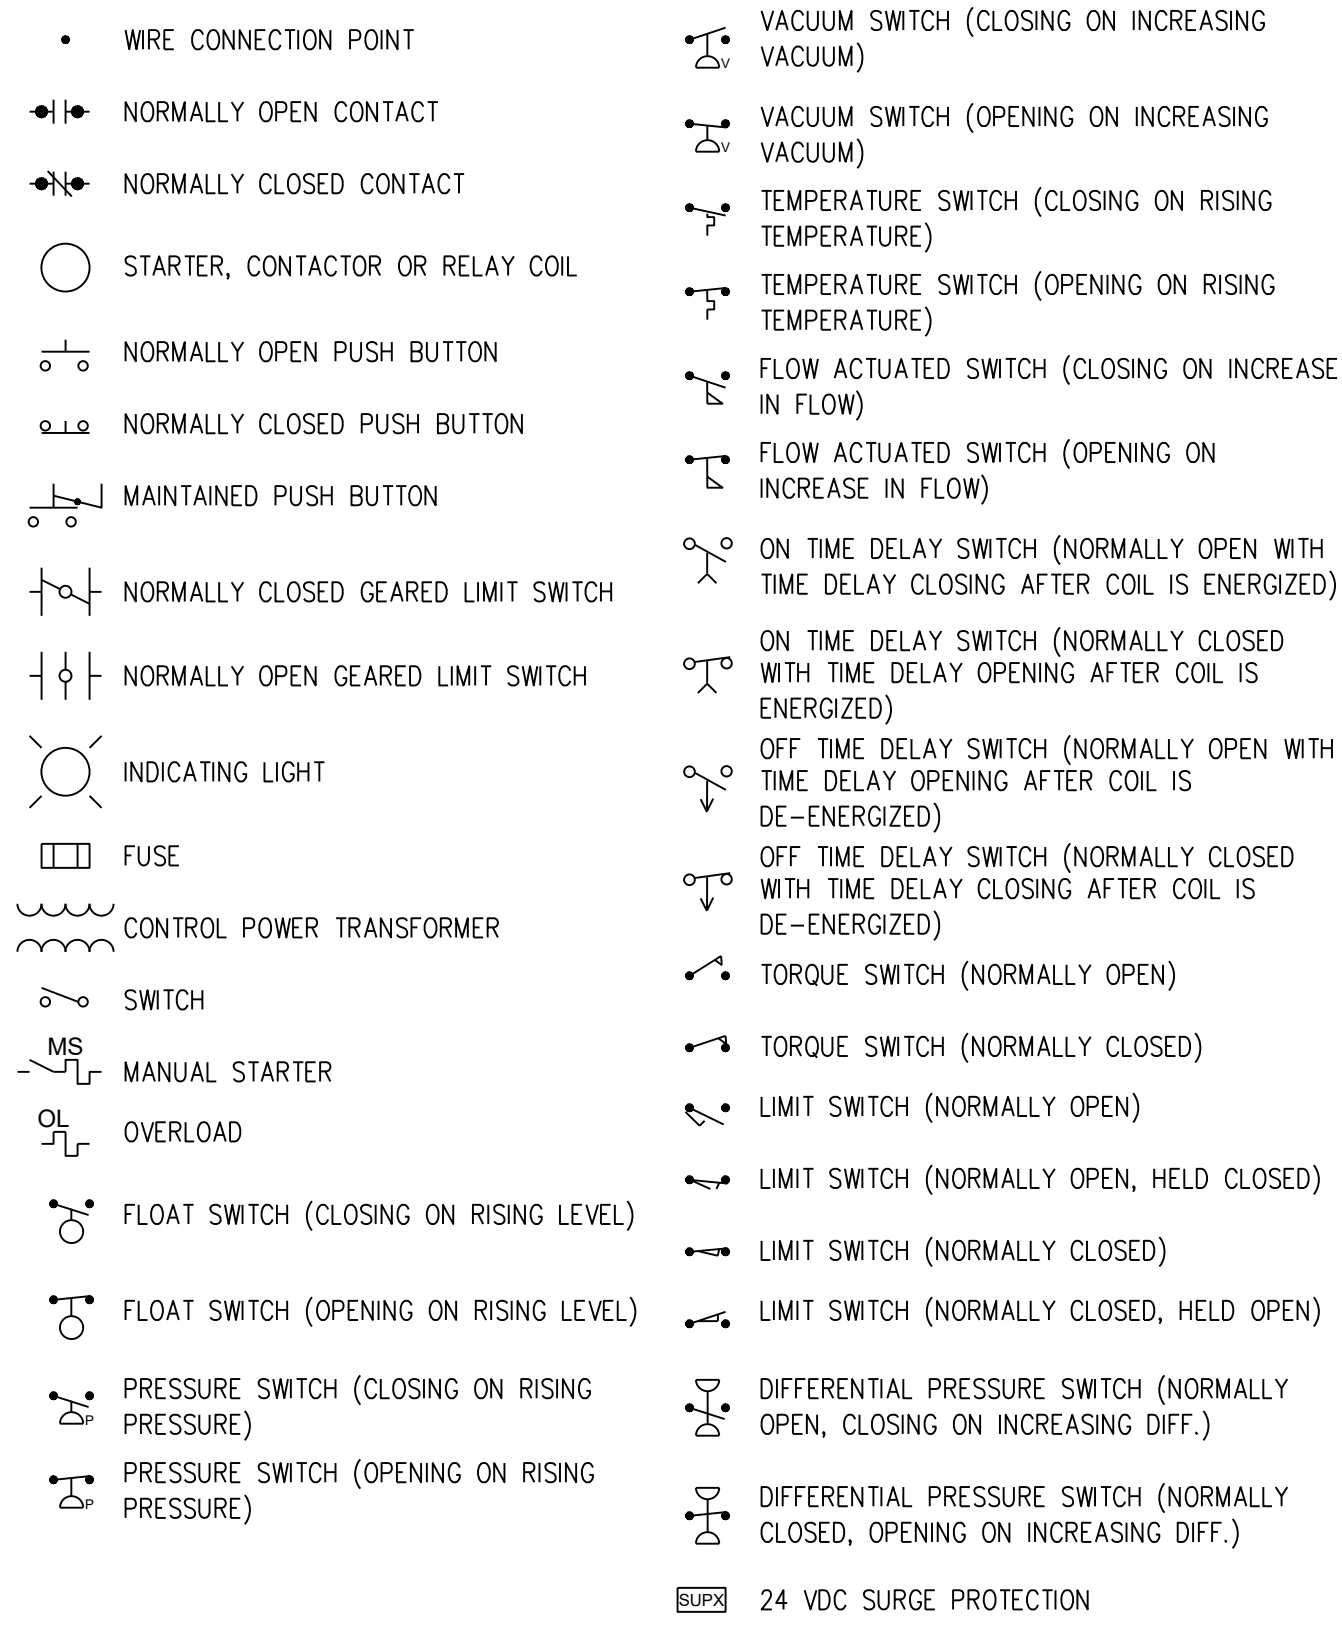 WIRE CONNECTION POINT
NORMALLY OPEN CONTACT
NORMALLY CLOSED CONTACT
STARTER, CONTACTOR OR RELAY COIL
NORMALLY OPEN PUSH BUTTON
NORMALLY CLOSED PUSH BUTTON
MAINTAINED PUSH BUTTON
NORMALLY CLOSED GEARED LIMIT SWITCH
NORMALLY OPEN GEARED LIMIT SWITCH
INDICATING LIGHT
FUSE
CONTROL POWER TRANSFORMER
SWITCH
MS
MANUAL STARTER
OL
OVERLOAD
FLOAT SWITCH (CLOSING ON RISING LEVEL)
FLOAT SWITCH (OPENING ON RISING LEVEL)
PRESSURE SWITCH (CLOSING ON RISING
P
PRESSURE)
PRESSURE SWITCH (OPENING ON RISING
P
PRESSURE)
VACUUM SWITCH (CLOSING ON INCREASING
V
VACUUM)
VACUUM SWITCH (OPENING ON INCREASING
V
VACUUM)
TEMPERATURE SWITCH (CLOSING ON RISING
TEMPERATURE)
TEMPERATURE SWITCH (OPENING ON RISING
TEMPERATURE)
FLOW ACTUATED SWITCH (CLOSING ON INCREASE
IN FLOW)
FLOW ACTUATED SWITCH (OPENING ON
INCREASE IN FLOW)
ON TIME DELAY SWITCH (NORMALLY OPEN WITH
TIME DELAY CLOSING AFTER COIL IS ENERGIZED)
ON TIME DELAY SWITCH (NORMALLY CLOSED
WITH TIME DELAY OPENING AFTER COIL IS
ENERGIZED)
OFF TIME DELAY SWITCH (NORMALLY OPEN WITH
TIME DELAY OPENING AFTER COIL IS
DE-ENERGIZED)
OFF TIME DELAY SWITCH (NORMALLY CLOSED
WITH TIME DELAY CLOSING AFTER COIL IS
DE-ENERGIZED)
TORQUE SWITCH (NORMALLY OPEN)
TORQUE SWITCH (NORMALLY CLOSED)
LIMIT SWITCH (NORMALLY OPEN)
LIMIT SWITCH (NORMALLY OPEN, HELD CLOSED)
LIMIT SWITCH (NORMALLY CLOSED)
LIMIT SWITCH (NORMALLY CLOSED, HELD OPEN)
DIFFERENTIAL PRESSURE SWITCH (NORMALLY
OPEN, CLOSING ON INCREASING DIFF.)
DIFFERENTIAL PRESSURE SWITCH (NORMALLY
CLOSED, OPENING ON INCREASING DIFF.)
SUPX 24 VDC SURGE PROTECTION